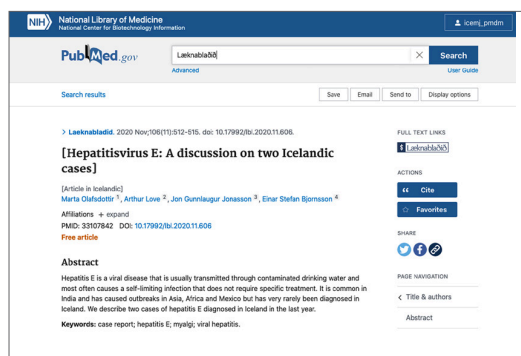 NIH National Library of Medicine
National Center for Biotechnology Information
icemj_pmdm
PubMed.gov
Læknablaðið
Search
Advanced
User Guide
Search results
Save
Email
Send to
Display options
> Laeknabladid. 2020 Nov;106(11):512-515. doi: 10.17992/lbl.2020.11.606.
[Hepatitisvirus E: A discussion on two Icelandic
cases]
[Article in Icelandic]
Marta Olafsdottir 1, Arthur Love 2, Jon Gunnlaugur Jonasson 3, Einar Stefan Bjornsson 4
Affiliations + expand
PMID: 33107842 DOI: 10.17992/lbl.2020.11.606
Free article
Abstract
Hepatitis E is a viral disease that is usually transmitted through contaminated drinking water and
most often causes a self-limiting infection that does not require specific treatment. It is common in
India and has caused outbreaks in Asia, Africa and Mexico but has very rarely been diagnosed in
Iceland. We describe two cases of hepatitis E diagnosed in Iceland in the last year.
Keywords: case report; hepatitis E; myalgi; viral hepatitis.
FULL TEXT LINKS
Læknablaðið
ACTIONS
Cite
Favorites
SHARE
PAGE NAVIGATION
Title & authors
Abstract